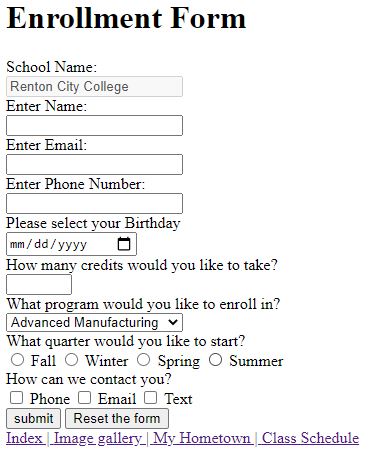 Enrollment Form
School Name:
Renton City College
Enter Name:
Enter Email:
Enter Phone Number:
Please select your Birthday
mm/dd/yyyy
How many credits would you like to take?
What program would you like to enroll in?
Advanced Manufacturing
What quarter would you like to start?
Fall Winter Spring Summer
How can we contact you?
Phone Email Text
submit Reset the form
Index | Image gallery | My Hometown | Class Schedule